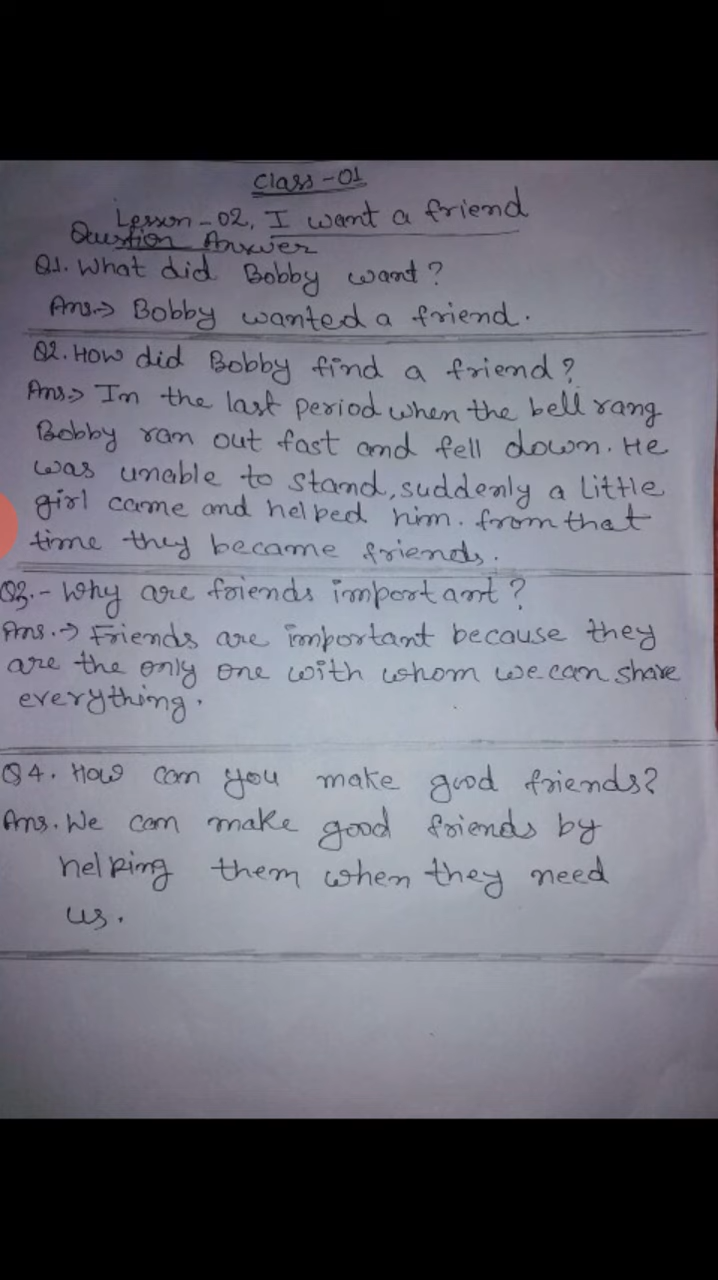 Class-01
Lesson-02, I want a friend
Question Answer
Q1. What did Bobby want?
Ans.-> Bobby wanted a friend.
Q2. How did Bobby find a friend?
Ans-> In the last period when the bell rang
Bobby ran out fast and fell down. He
was unable to stand, suddenly a little
girl came and helped him. from that
time they became friends.
Q3.- Why are friends important?
Ans.-> Friends are important because they
are the only one with whom we can share
everything.
Q4. How can you make good friends?
Ans. We can make good friends by
helping them when they need
us.